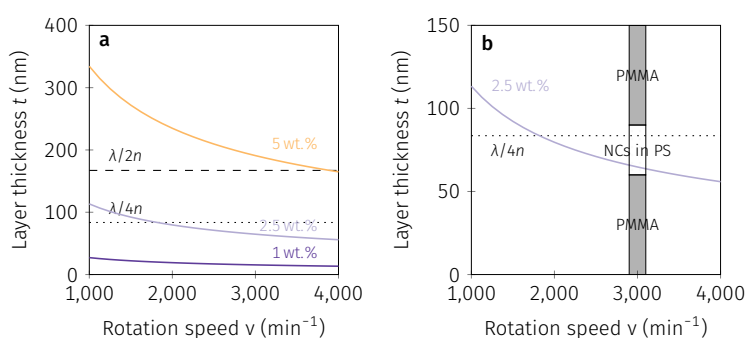 a
400
300
200
100
0
Layer thickness t (nm)
5 wt.%
λ/2n
λ/4n
2.5 wt.%
1 wt.%
1,000
2,000
3,000
4,000
Rotation speed v (min⁻¹)
b
150
100
50
0
Layer thickness t (nm)
2.5 wt.%
PMMA
λ/4n
NCs in PS
PMMA
1,000
2,000
3,000
4,000
Rotation speed v (min⁻¹)